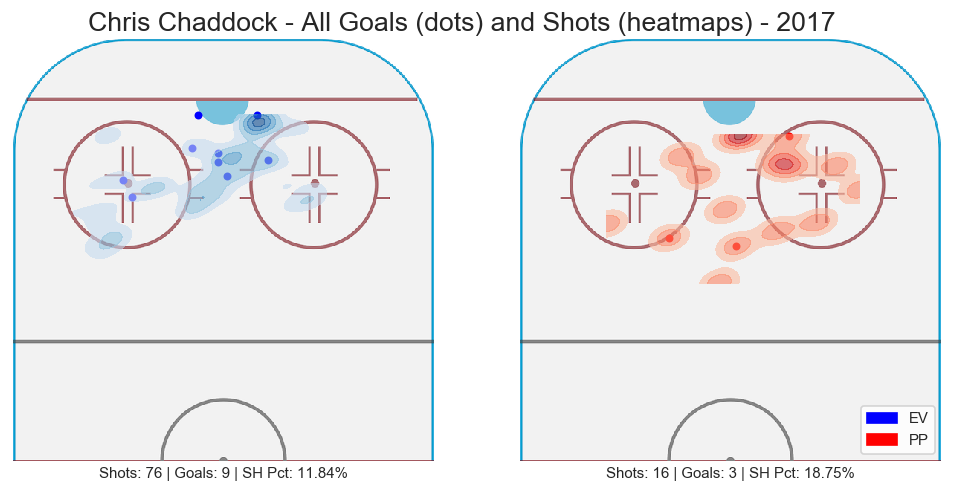 Chris Chaddock - All Goals (dots) and Shots (heatmaps) - 2017
EV
PP
Shots: 76 | Goals: 9 | SH Pct: 11.84%
Shots: 16 | Goals: 3 | SH Pct: 18.75%